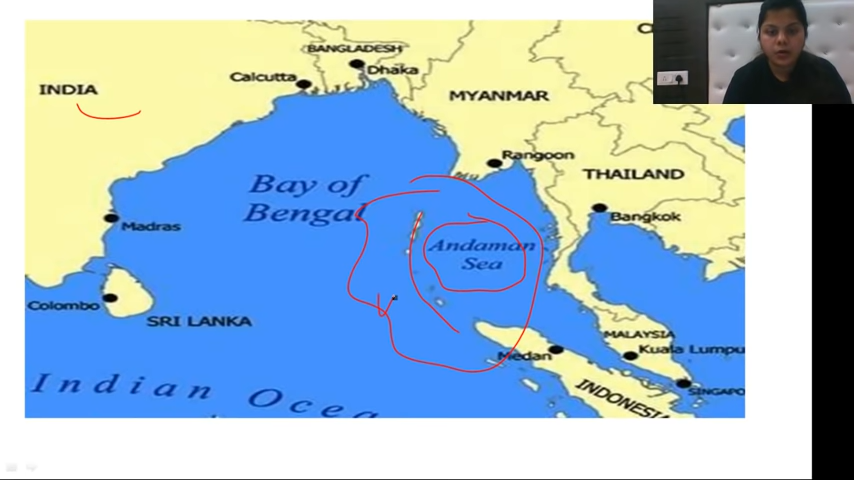 BANGLADESH
Calcutta
Dhaka
INDIA
MYANMAR
Rangoon
THAILAND
Bay of
Bengal
Madras
Bangkok
Andaman
Sea
Colombo
SRI LANKA
MALAYSIA
Medan
Kuala Lumpu
INDONESIA
SINGAPO
Indian Ocea